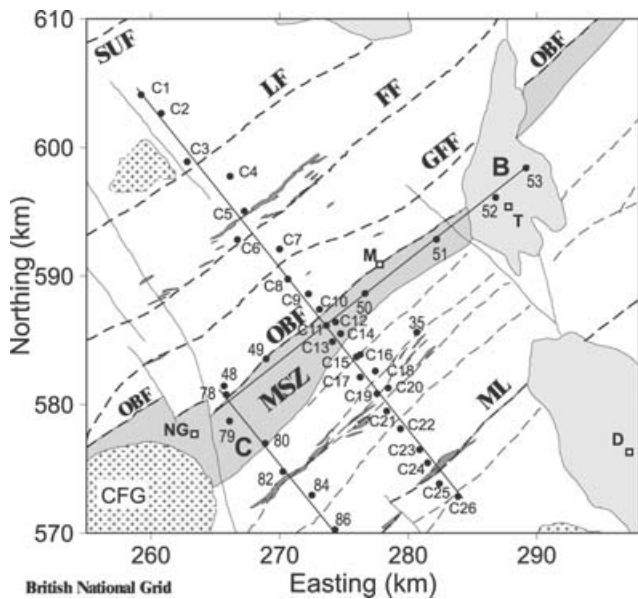 610
600
590
580
570
Northing (km)
260
270
280
290
Easting (km)
British National Grid
SUF
LF
FF
GFF
OBF
OBF
OBF
MSZ
ML
CFG
NG
M
T
D
B
C
C1
C2
C3
C4
C5
C6
C7
C8
C9
C10
C11
C12
C13
C14
C15
C16
C17
C18
C19
C20
C21
C22
C23
C24
C25
C26
35
48
49
50
51
52
53
78
79
80
82
84
86